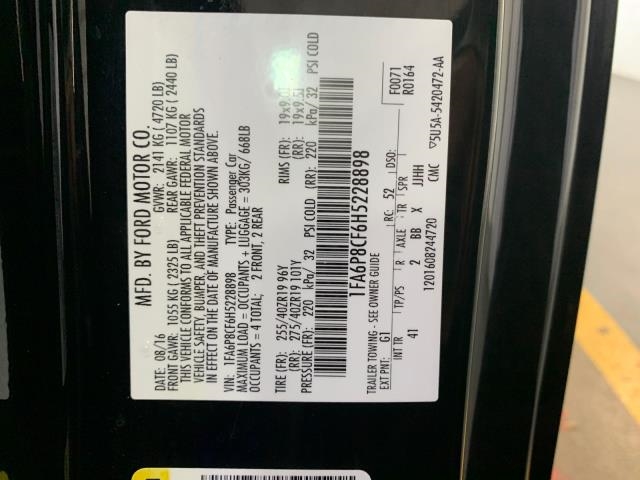 MFD. BY FORD MOTOR CO.
DATE: 08/16 GVWR: 2141 KG ( 4720 LB)
FRONT GAWR: 1055 KG ( 2325 LB) REAR GAWR: 1107 KG ( 2440 LB)
THIS VEHICLE CONFORMS TO ALL APPLICABLE FEDERAL MOTOR
VEHICLE SAFETY, BUMPER, AND THEFT PREVENTION STANDARDS
IN EFFECT ON THE DATE OF MANUFACTURE SHOWN ABOVE.
VIN: 1FA6P8CF6H5228898 TYPE: Passenger Car
MAXIMUM LOAD = OCCUPANTS + LUGGAGE = 303KG/ 668LB
OCCUPANTS = 4 TOTAL; 2 FRONT, 2 REAR
TIRE (FR): 255/40ZR19 96Y RIMS (FR):
(RR): 275/40ZR19 101Y (RR):
PRESSURE (FR): 220 kPa/ 32 PSI COLD (RR): 220 kPa/ 32 PSI COLD
1FA6P8CF6H5228898
TRAILER TOWING - SEE OWNER GUIDE F0071
R0164
EXT PNT: G1 RC: 52 DSO:
INT TR TP/PS R AXLE TR SPR
41 2 BB X JJHH
1201608244720 CMC ▽5U5A-5420472-AA